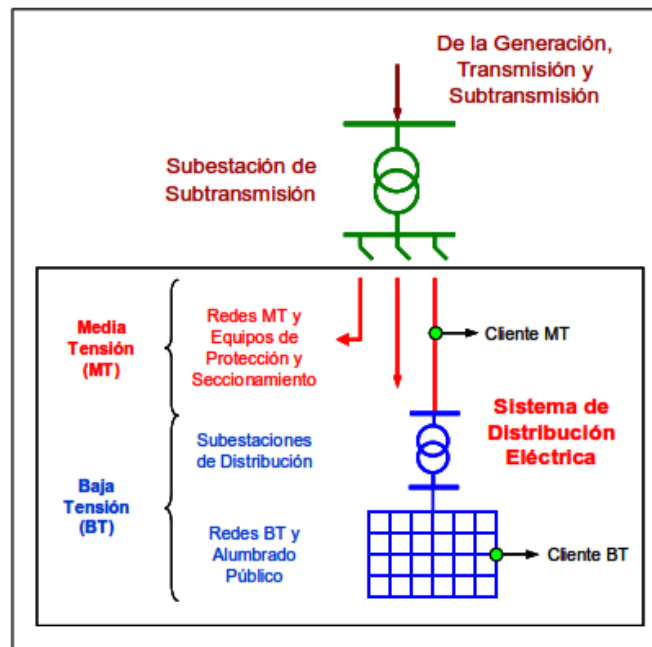 De la Generación,
Transmisión y
Subtransmisión
Subestación de
Subtransmisión
Media
Tensión
(MT)
Redes MT y
Equipos de
Protección y
Seccionamiento
Cliente MT
Sistema de
Distribución
Eléctrica
Subestaciones
de Distribución
Baja
Tensión
(BT)
Redes BT y
Alumbrado
Público
Cliente BT